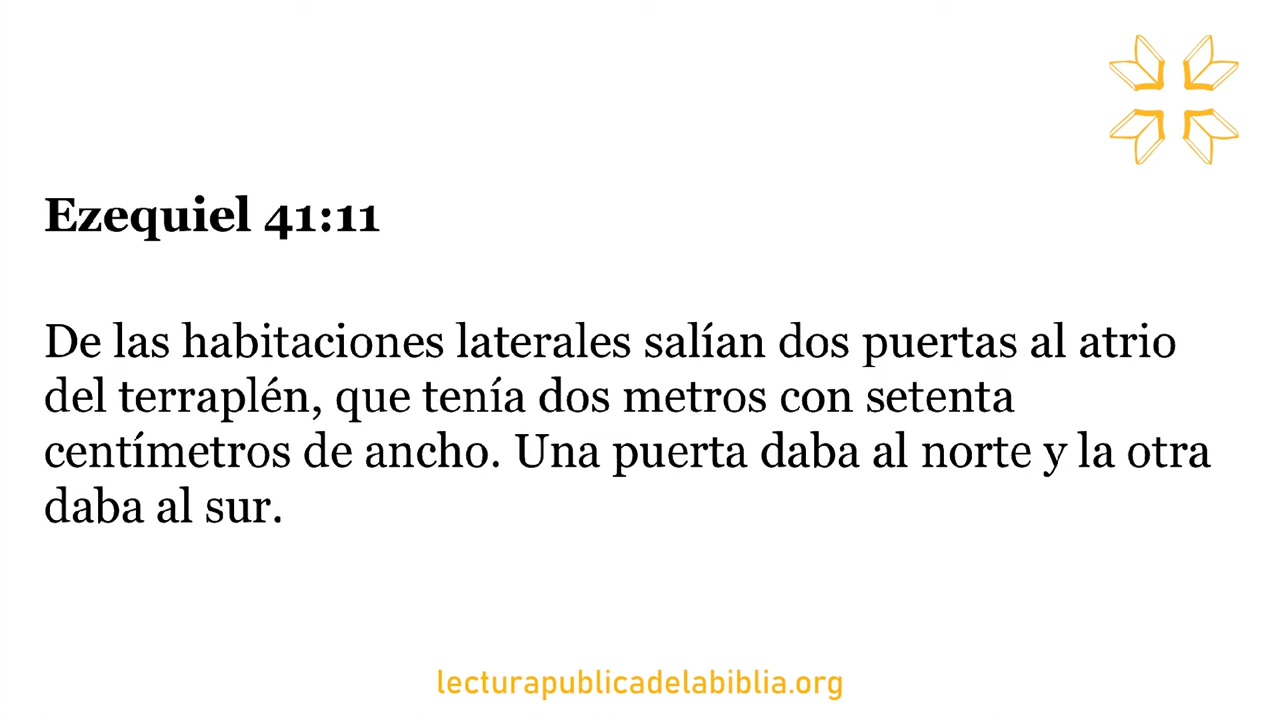 Ezequiel 41:11
De las habitaciones laterales salían dos puertas al atrio
del terraplén, que tenía dos metros con setenta
centímetros de ancho. Una puerta daba al norte y la otra
daba al sur.
lecturapublicadelabiblia.org